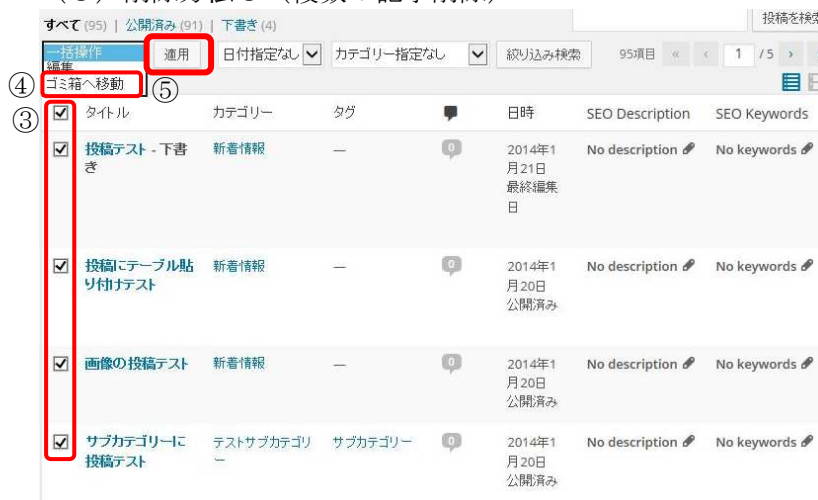 すべて (95) | 公開済み (91) | 下書き (4)
投稿を検索
一括操作 適用 日付指定なし カテゴリー指定なし 絞り込み検索 95項目 « ‹ 1 /5 ›
編集
④ ゴミ箱へ移動 ⑤
③ タイトル カテゴリー タグ 日時 SEO Description SEO Keywords
投稿テスト - 下書 新着情報 — 0 2014年1 No description No keywords
き 月21日
最終編集
日
投稿にテーブル貼 新着情報 — 0 2014年1 No description No keywords
り付けテスト 月20日
公開済み
画像の投稿テスト 新着情報 — 0 2014年1 No description No keywords
月20日
公開済み
サブカテゴリーに テストサブカテゴリ サブカテゴリー 0 2014年1 No description No keywords
投稿テスト ー 月20日
公開済み